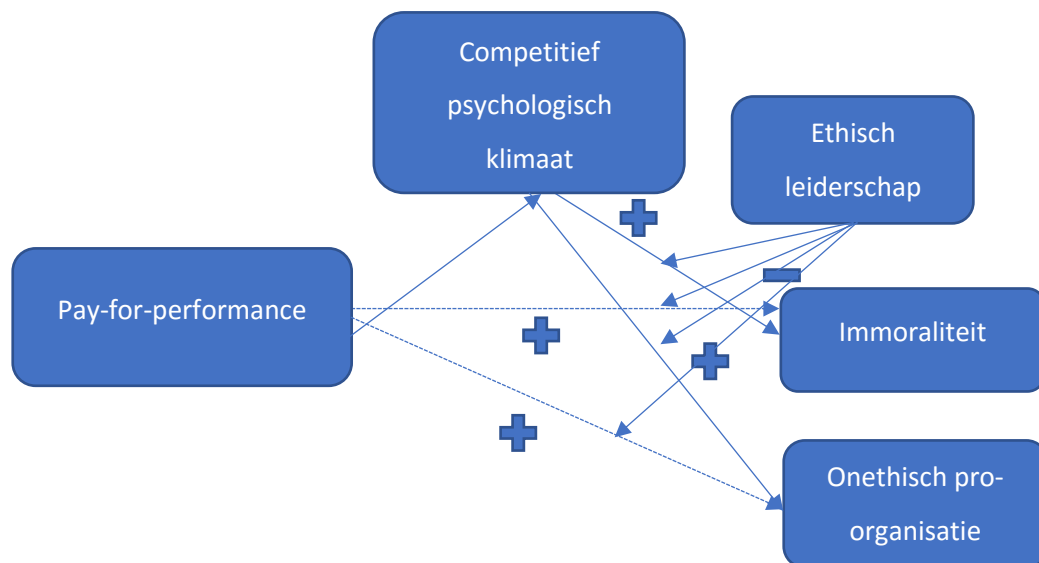 Competitief
psychologisch
klimaat
Ethisch
leiderschap
Pay-for-performance
Immoraliteit
Onethisch pro-
organisatie